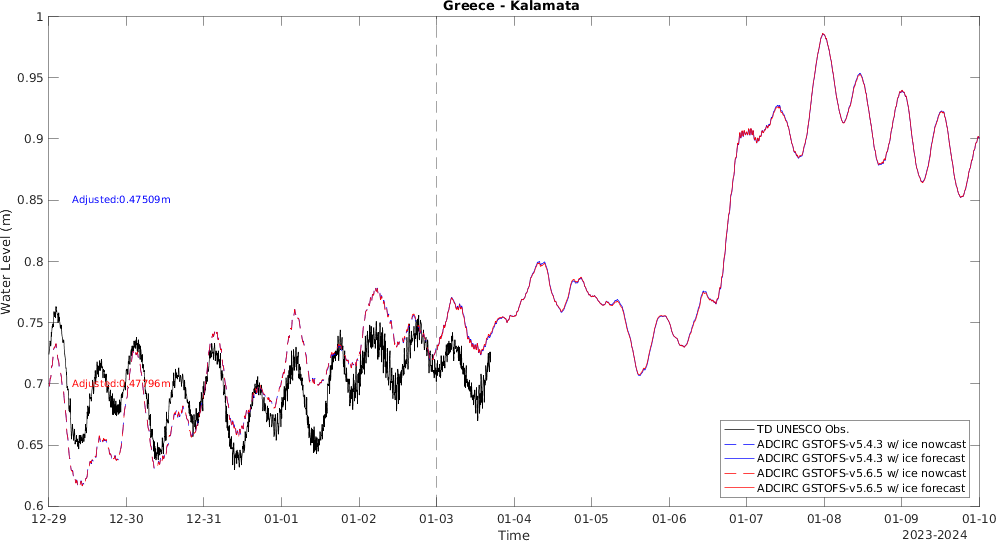 Greece - Kalamata
Water Level (m)
1
0.95
0.9
0.85
0.8
0.75
0.7
0.65
0.6
Adjusted:0.47509m
Adjusted:0.47796m
TD UNESCO Obs.
ADCIRC GSTOFS-v5.4.3 w/ ice nowcast
ADCIRC GSTOFS-v5.4.3 w/ ice forecast
ADCIRC GSTOFS-v5.6.5 w/ ice nowcast
ADCIRC GSTOFS-v5.6.5 w/ ice forecast
12-29 12-30 12-31 01-01 01-02 01-03 01-04 01-05 01-06 01-07 01-08 01-09 01-10
Time
2023-2024